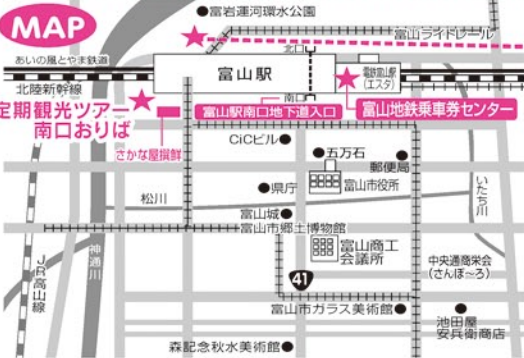 MAP
富岩運河環水公園
富山ライトレール
あいの風とやま鉄道
北口
富山駅
電鉄富山駅
(エスタ)
北陸新幹線
南口
定期観光ツアー
南口おりば
富山駅南口地下道入口
富山地鉄乗車券センター
さかな屋撰鮮
CiCビル
五万石
郵便局
県庁
富山市役所
いたち川
松川
富山城
富山市郷土博物館
富山商工
会議所
中央通商栄会
(さんぽ〜ろ)
神通川
JR高山線
41
富山市ガラス美術館
池田屋
安兵衛商店
森記念秋水美術館